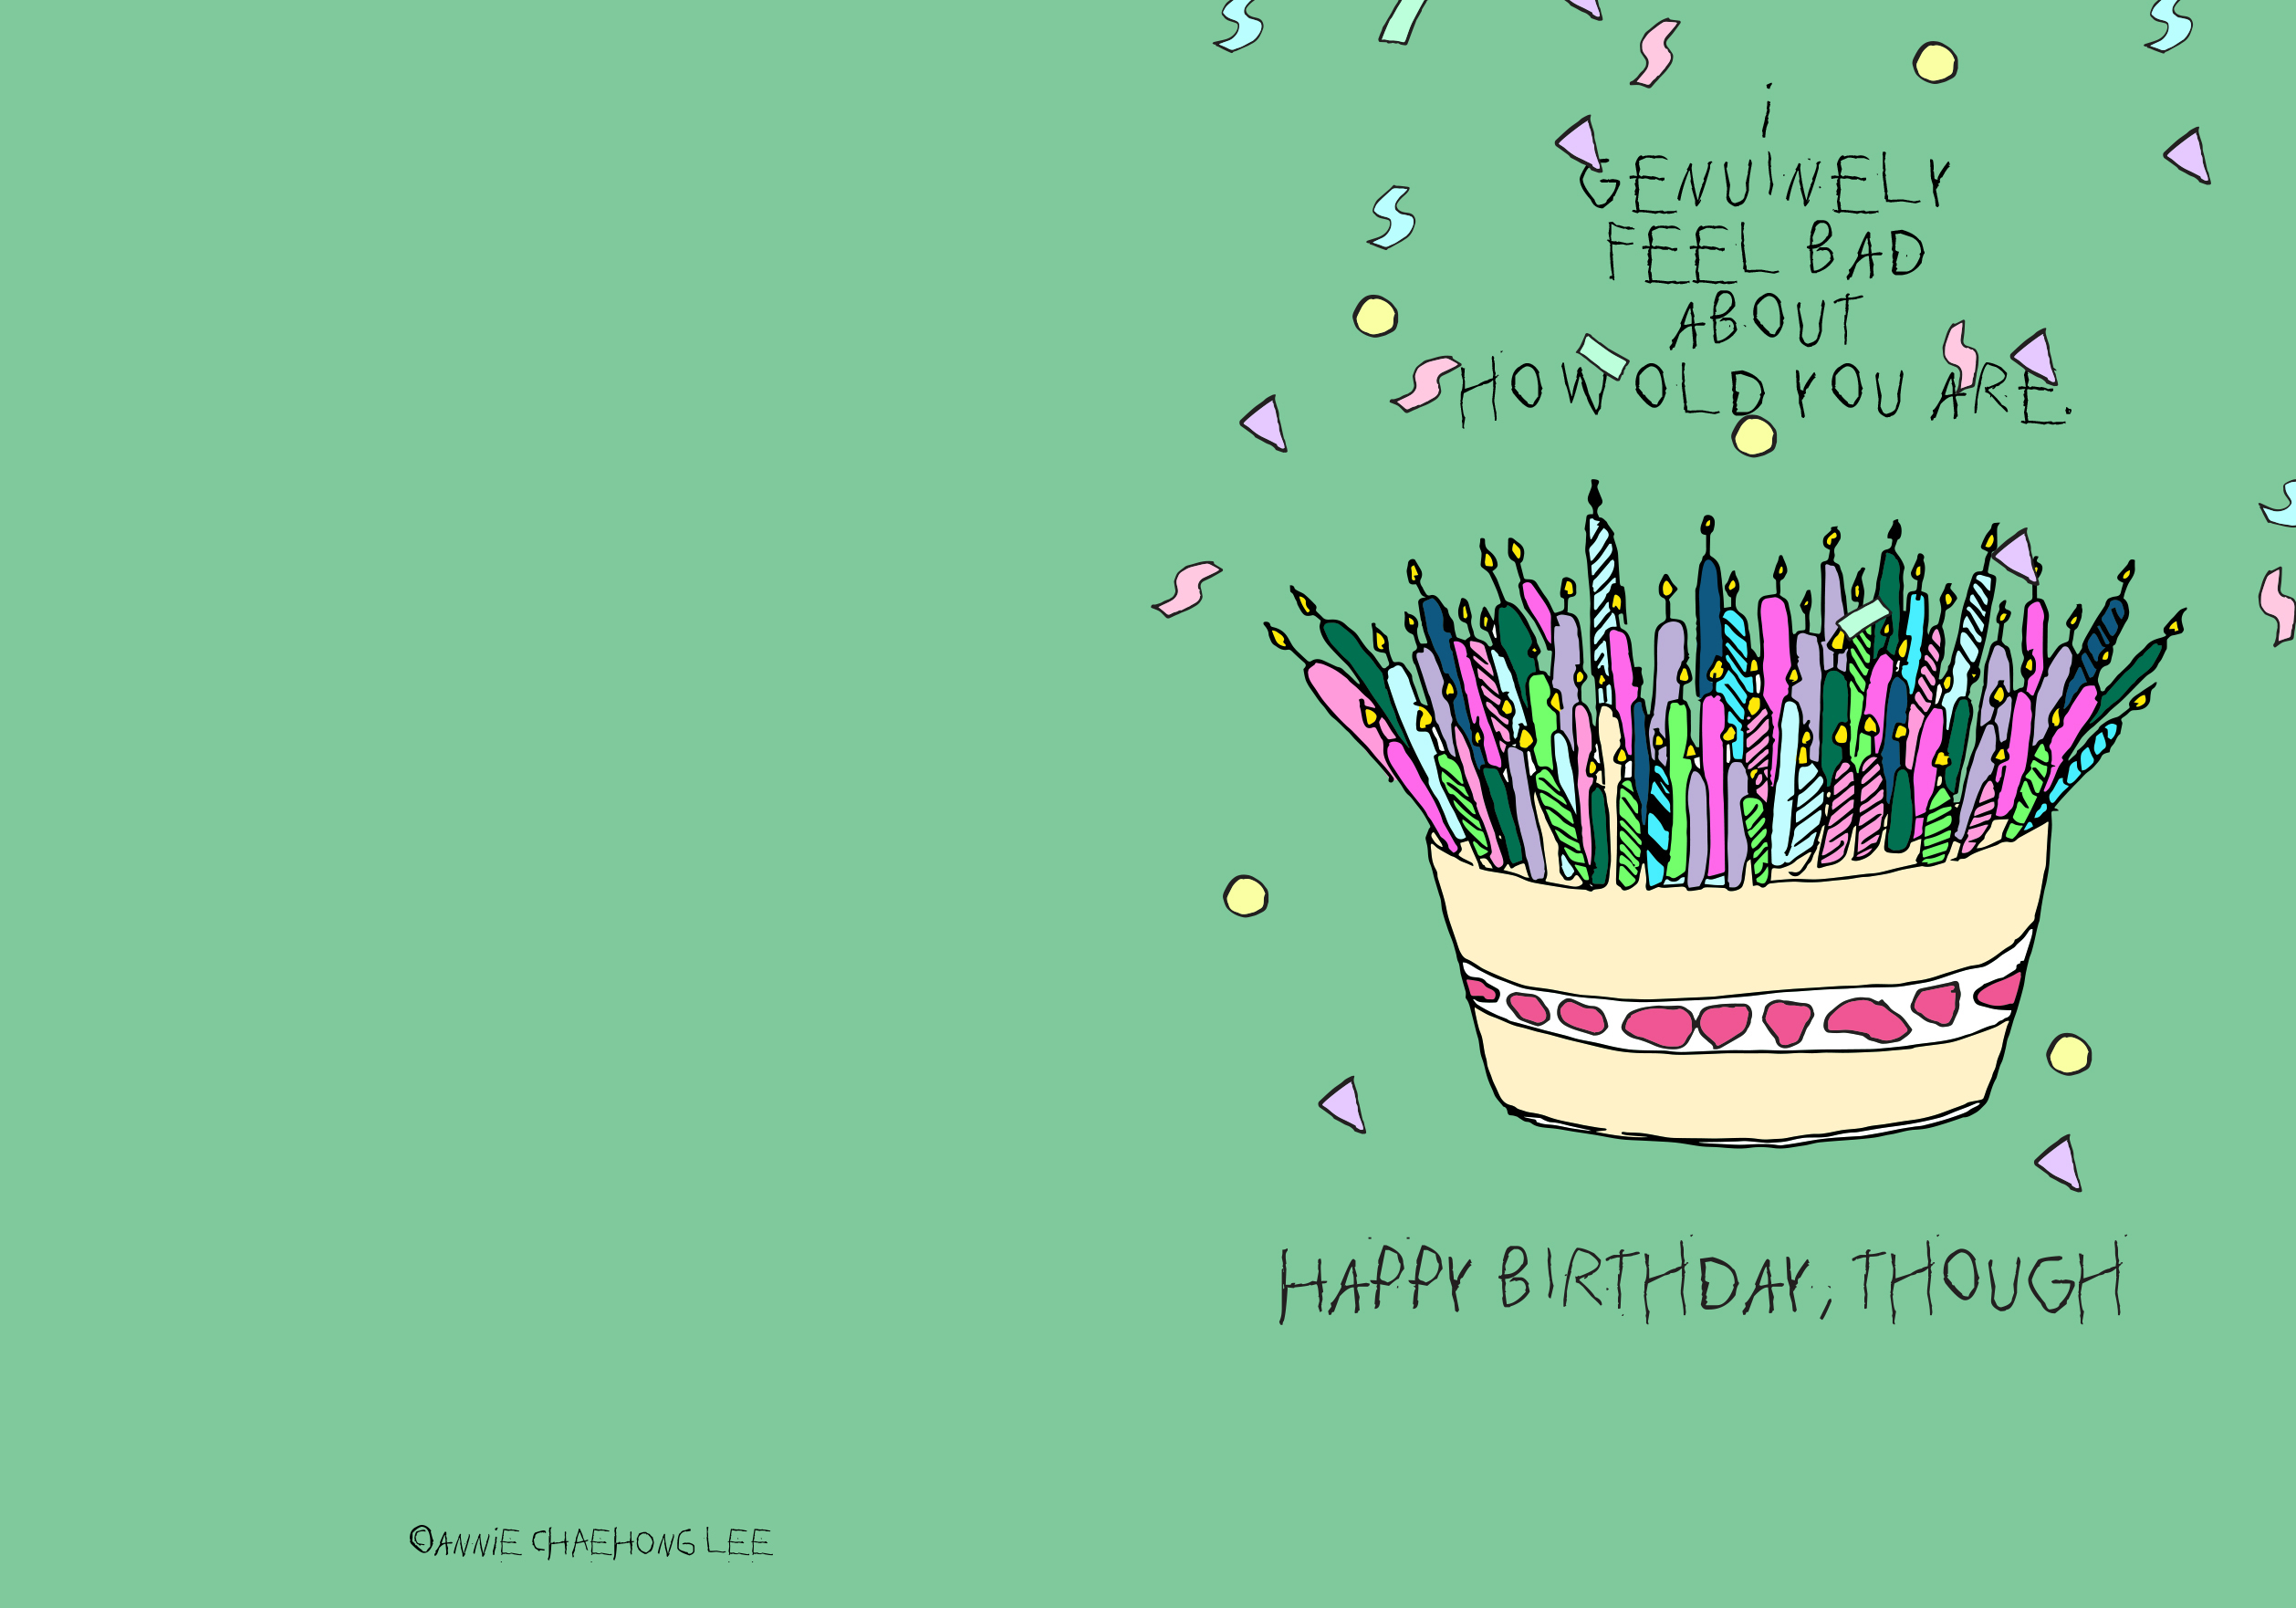 i
GENUINELY
FEEL BAD
ABOUT
HOW OLD YOU ARE.
HAPPY BIRTHDAY, THOUGH
©ANNIE CHAEHONG LEE